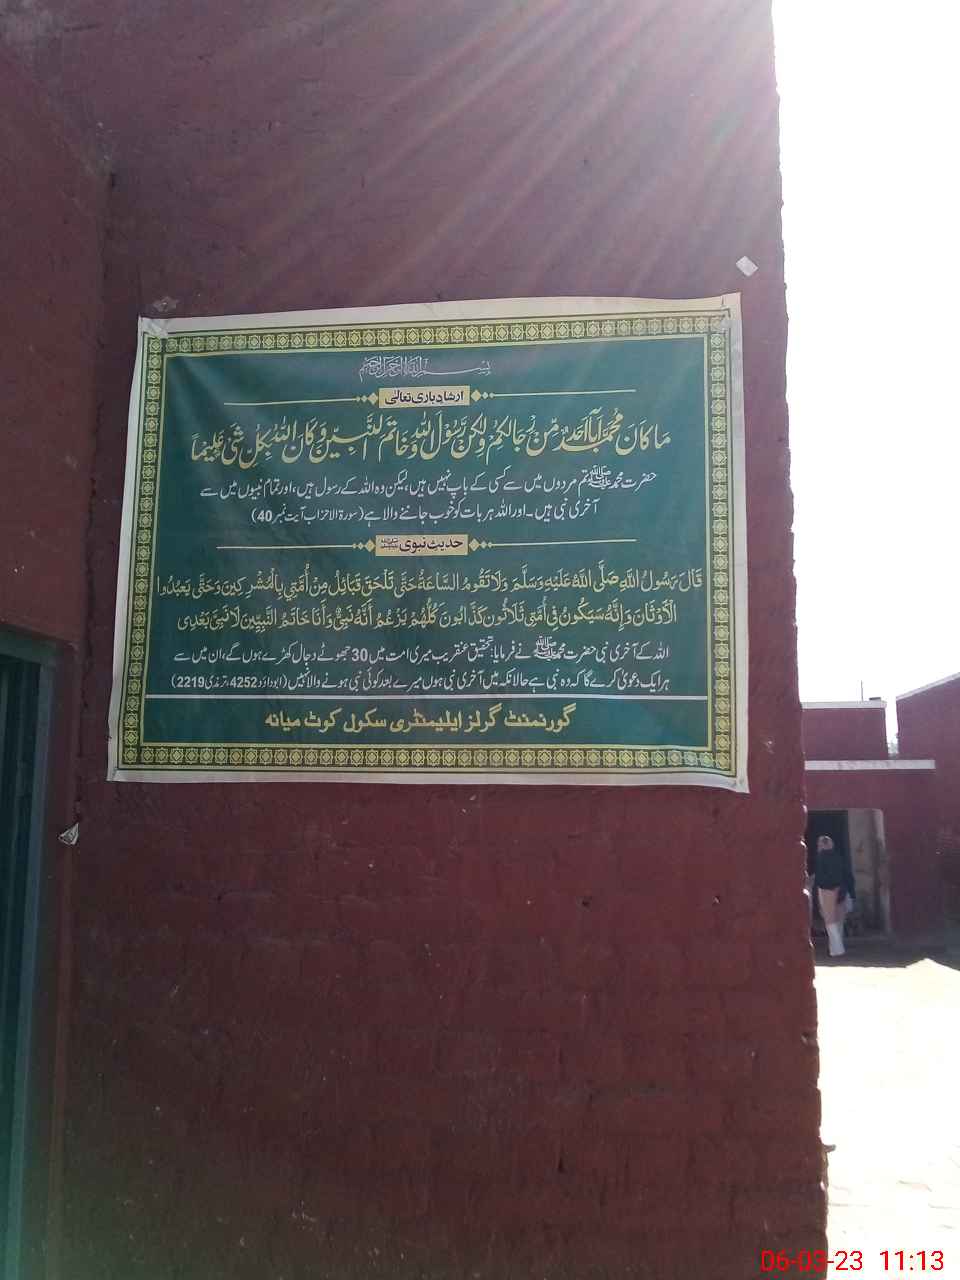 بسم الله الرحمن الرحیم
ارشاد باری تعالیٰ
مَا كَانَ مُحَمَّدٌ اَبَآ اَحَدٍ مِّنْ رِّجَالِكُمْ وَلٰكِنْ رَّسُوْلَ اللّٰهِ وَخَاتَمَ النَّبِيّٖنَ وَكَانَ اللّٰهُ بِكُلِّ شَىْءٍ عَلِيْمًا
حضرت محمد ﷺ تم مردوں میں سے کسی کے باپ نہیں ہیں، لیکن وہ اللہ کے رسول ہیں، اور تمام نبیوں میں سے
آخری نبی ہیں۔ اور اللہ ہر بات کو خوب جاننے والا ہے (سورۃ الاحزاب آیت نمبر 40)
حدیث نبوی ﷺ
قَالَ رَسُولُ اللَّهِ صَلَّى اللَّهُ عَلَيْهِ وَسَلَّمَ وَلَا تَقُومُ السَّاعَةُ حَتَّى تَلْحَقَ قَبَائِلُ مِنْ أُمَّتِي بِالْمُشْرِكِينَ وَحَتَّى يَعْبُدُوا
الْأَوْثَانَ وَإِنَّهُ سَيَكُونُ فِي أُمَّتِي ثَلَاثُونَ كَذَّابُونَ كُلُّهُمْ يَزْعُمُ أَنَّهُ نَبِيٌّ وَأَنَا خَاتَمُ النَّبِيِّينَ لَا نَبِيَّ بَعْدِي
اللہ کے آخری نبی حضرت محمد ﷺ نے فرمایا: تحقیق عنقریب میری امت میں 30 جھوٹے دجال کھڑے ہوں گے، ان میں سے
ہر ایک دعویٰ کرے گا کہ وہ نبی ہے حالانکہ میں آخری نبی ہوں میرے بعد کوئی نبی ہونے والا نہیں (ابوداؤد 4252، ترمذی 2219)
گورنمنٹ گرلز ایلیمنٹری سکول کوٹ میانہ
06-03-23 11:13